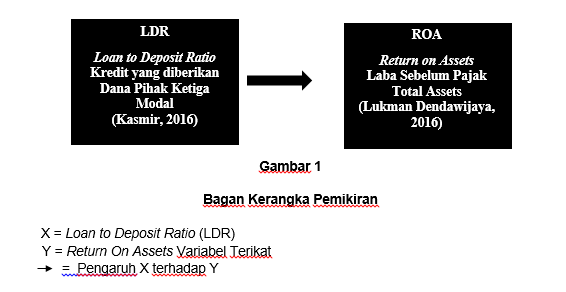 LDR
Loan to Deposit Ratio
Kredit yang diberikan
Dana Pihak Ketiga
Modal
(Kasmir, 2016)
ROA
Return on Assets
Laba Sebelum Pajak
Total Assets
(Lukman Dendawijaya,
2016)
Gambar 1
Bagan Kerangka Pemikiran
X = Loan to Deposit Ratio (LDR)
Y = Return On Assets Variabel Terikat
→ = Pengaruh X terhadap Y